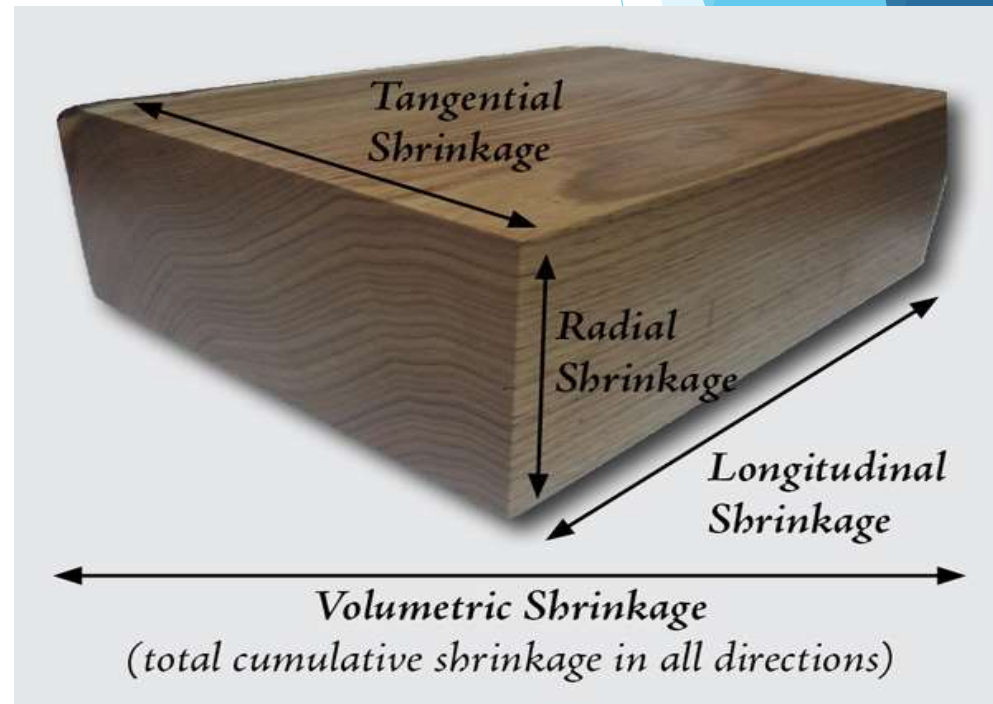 Tangential
Shrinkage
Radial
Shrinkage
Longitudinal
Shrinkage
Volumetric Shrinkage
(total cumulative shrinkage in all directions)